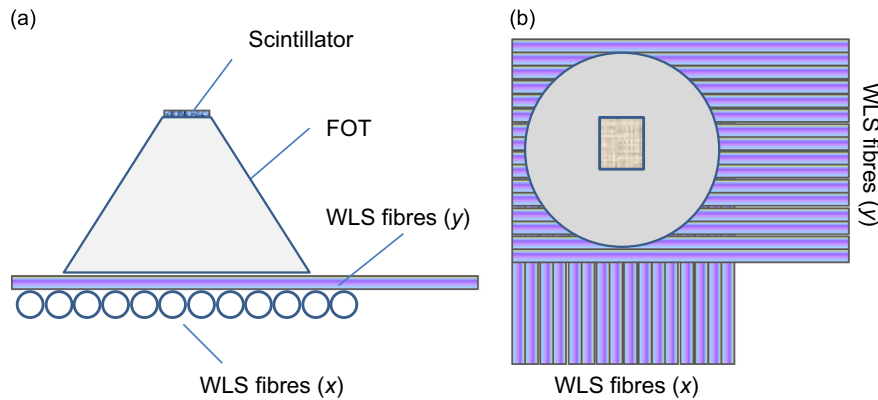 (a)
Scintillator
FOT
WLS fibres (y)
WLS fibres (x)
(b)
WLS fibres (y)
WLS fibres (x)